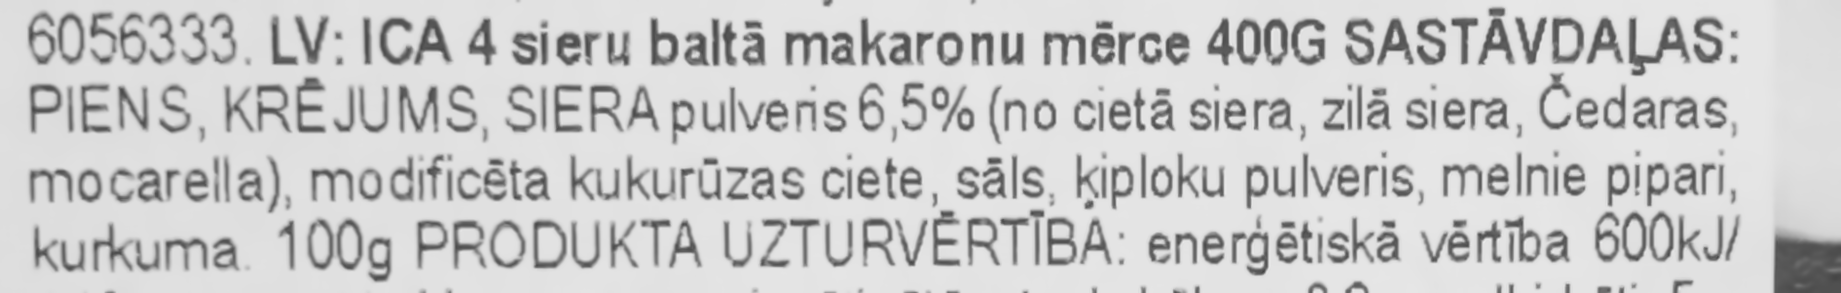 6056333. LV: ICA 4 sieru baltā makaronu mērce 400G SASTĀVDAĻAS:
PIENS, KRĒJUMS, SIERA pulveris 6,5% (no cietā siera, zilā siera, Čedaras,
mocarella), modificēta kukurūzas ciete, sāls, ķiploku pulveris, melnie pipari,
kurkuma. 100g PRODUKTA UZTURVĒRTĪBA: enerģētiskā vērtība 600kJ/